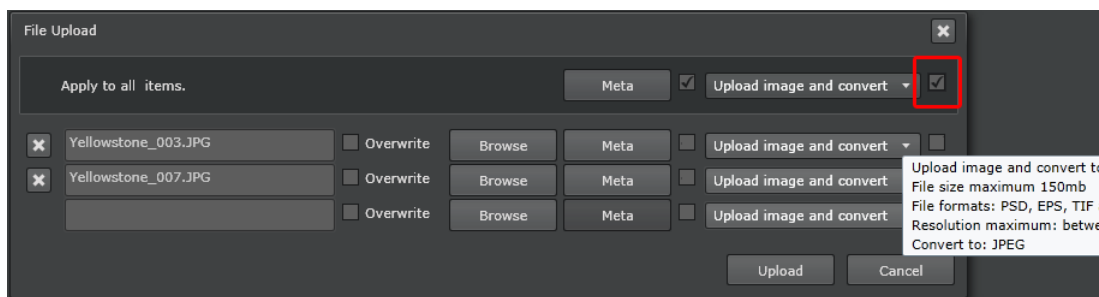 File Upload
Apply to all items. Meta Upload image and convert
Yellowstone_003.JPG Overwrite Browse Meta Upload image and convert
Yellowstone_007.JPG Overwrite Browse Meta Upload image and convert
Overwrite Browse Meta Upload image and convert
Upload image and convert to
File size maximum 150mb
File formats: PSD, EPS, TIF
Resolution maximum:
Convert to: JPEG
Upload Cancel